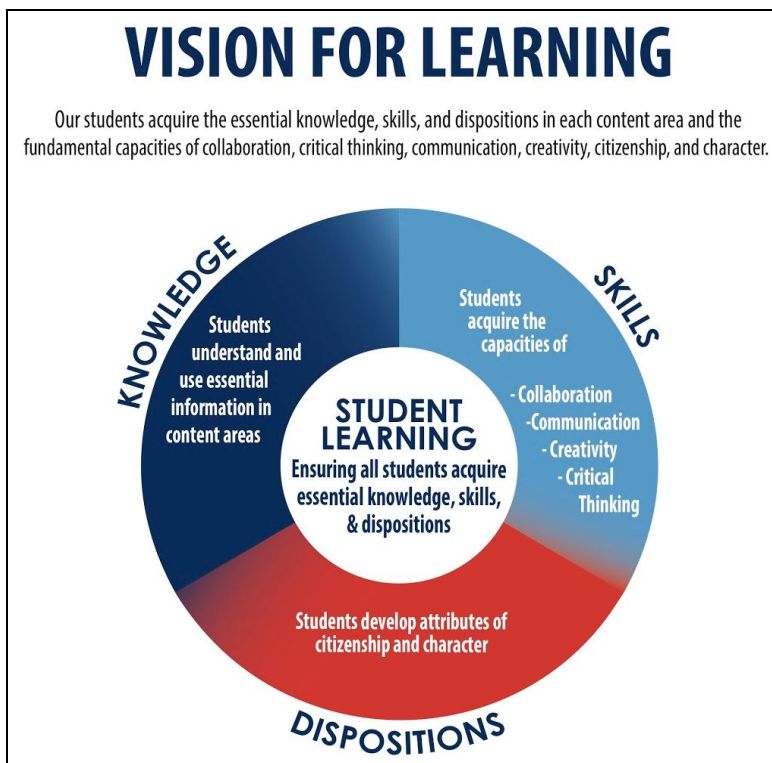 VISION FOR LEARNING
Our students acquire the essential knowledge, skills, and dispositions in each content area and the
fundamental capacities of collaboration, critical thinking, communication, creativity, citizenship, and character.
KNOWLEDGE
Students
understand and
use essential
information in
content areas
SKILLS
Students
acquire the
capacities of
- Collaboration
-Communication
- Creativity
- Critical
Thinking
STUDENT
LEARNING
Ensuring all students acquire
essential knowledge, skills,
& dispositions
Students develop attributes of
citizenship and character
DISPOSITIONS